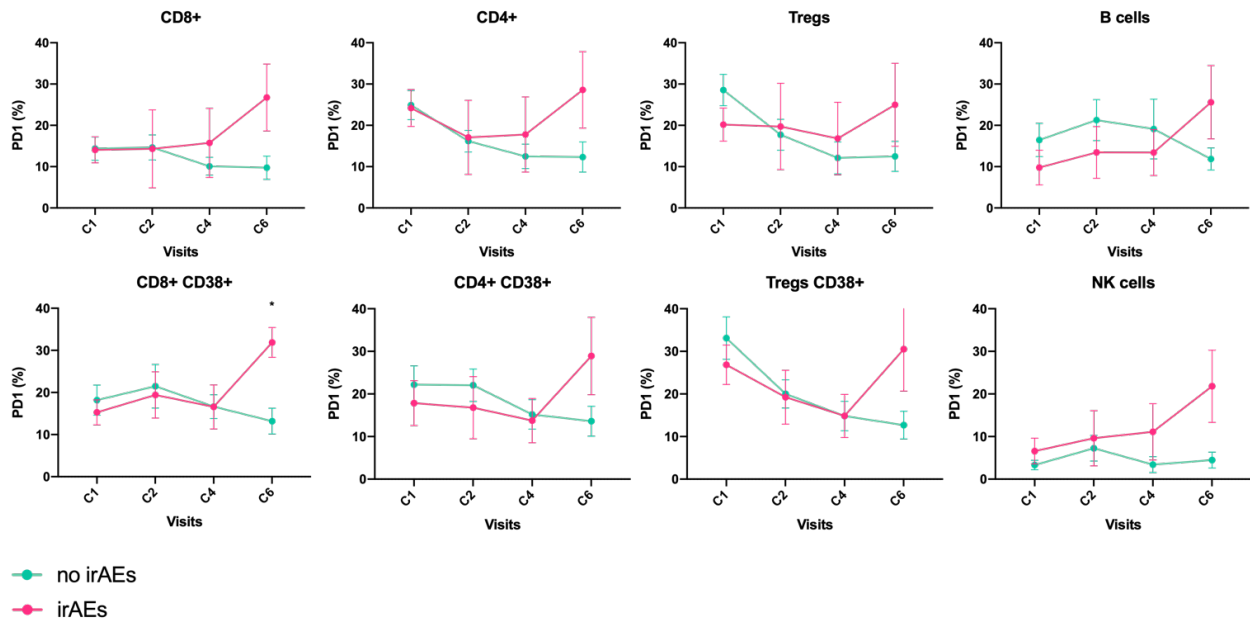 CD8+
CD4+
Tregs
B cells
PD1 (%)
40
30
20
10
0
C1
C2
C4
C6
Visits
PD1 (%)
40
30
20
10
0
C1
C2
C4
C6
Visits
PD1 (%)
40
30
20
10
0
C1
C2
C4
C6
Visits
PD1 (%)
40
30
20
10
0
C1
C2
C4
C6
Visits
CD8+ CD38+
CD4+ CD38+
Tregs CD38+
NK cells
*
PD1 (%)
40
30
20
10
0
C1
C2
C4
C6
Visits
PD1 (%)
40
30
20
10
0
C1
C2
C4
C6
Visits
PD1 (%)
40
30
20
10
0
C1
C2
C4
C6
Visits
PD1 (%)
40
30
20
10
0
C1
C2
C4
C6
Visits
no irAEs
irAEs